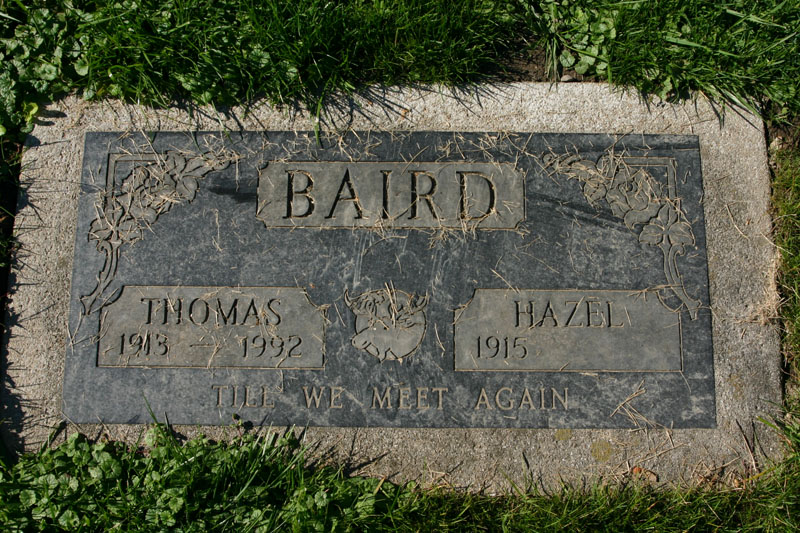 BAIRD
THOMAS
1913 — 1992
HAZEL
1915
TILL WE MEET AGAIN